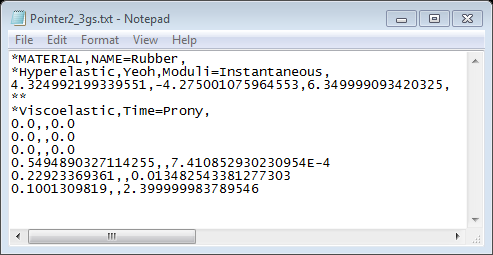 Pointer2_3gs.txt - Notepad
File Edit Format View Help
*MATERIAL,NAME=Rubber,
*Hyperelastic,Yeoh,Moduli=Instantaneous,
4.324992199339551,-4.275001075964553,6.349999093420325,
**
*Viscoelastic,Time=Prony,
0.0,,0.0
0.0,,0.0
0.0,,0.0
0.5494890327114255,,7.410852930230954E-4
0.22923369361,,0.013482543381277303
0.1001309819,,2.399999983789546